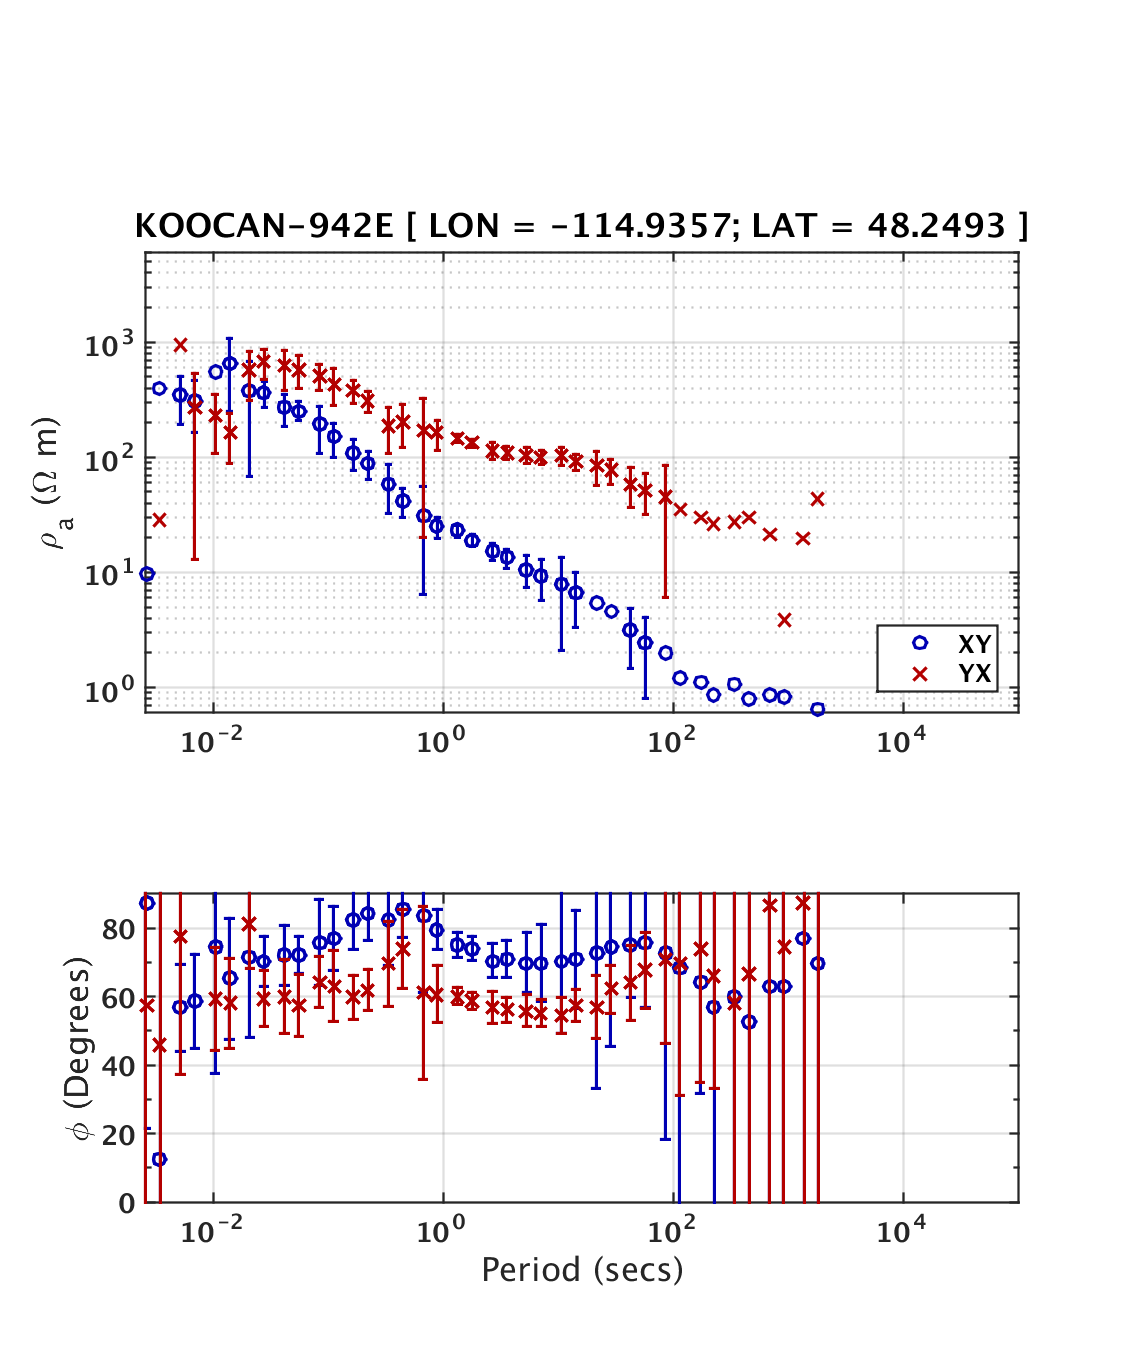 KOOCAN-942E [ LON = -114.9357; LAT = 48.2493 ]
10³
10²
10¹
10⁰
ρₐ (Ω m)
XY
YX
10⁻² 10⁰ 10² 10⁴
80
60
40
20
0
ϕ (Degrees)
10⁻² 10⁰ 10² 10⁴
Period (secs)